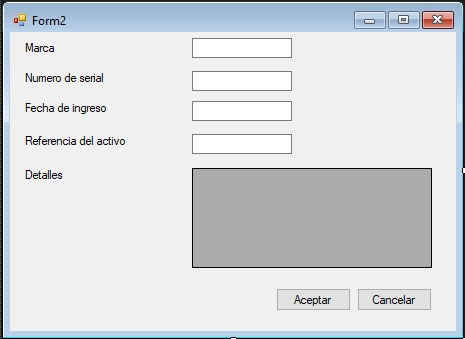 Form2
Marca
Numero de serial
Fecha de ingreso
Referencia del activo
Detalles
Aceptar Cancelar